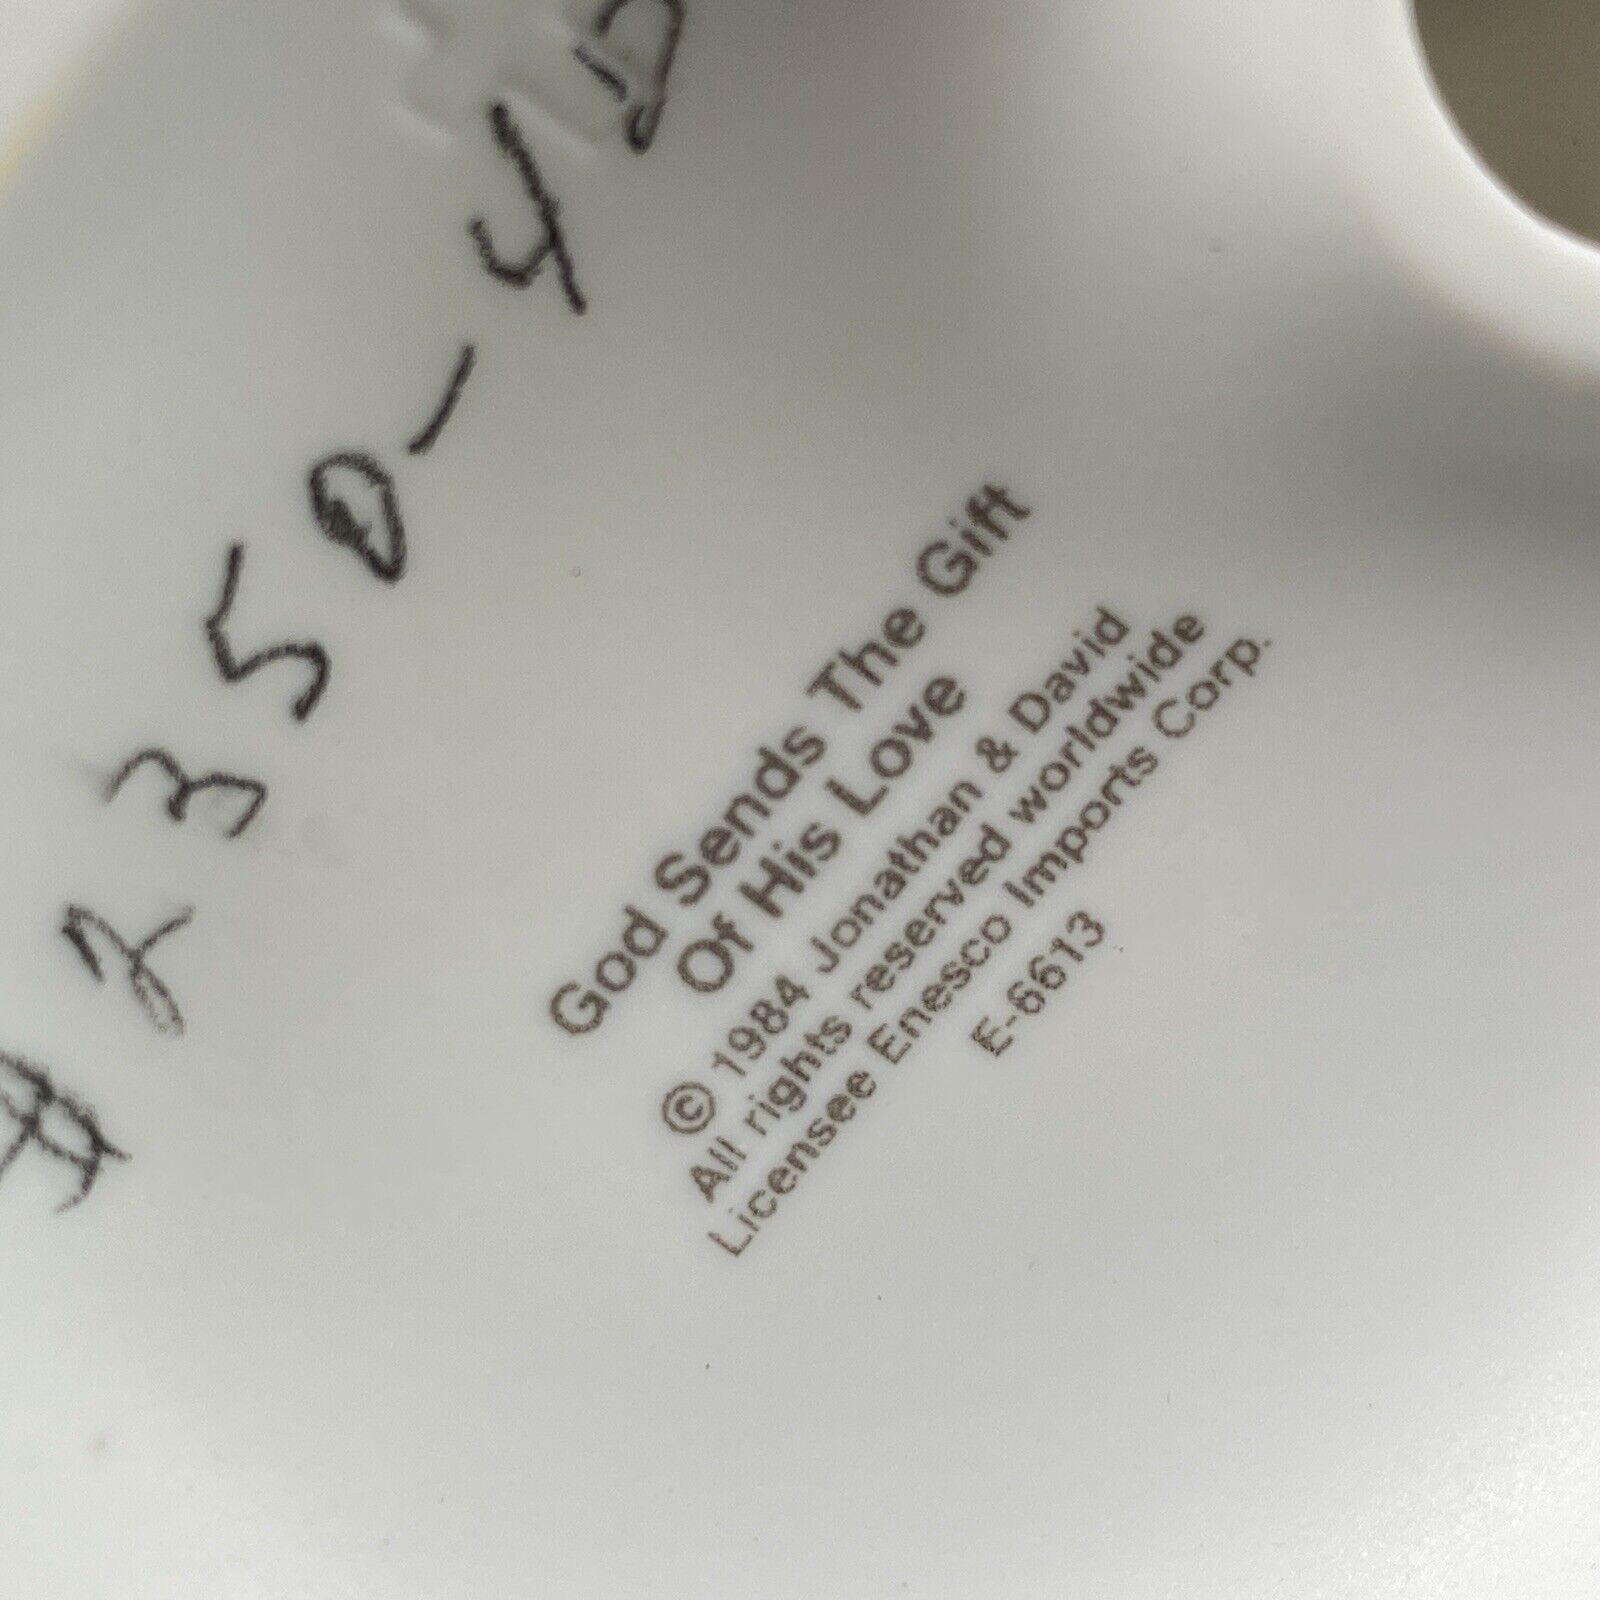 #2350-4D
God Sends The Gift
Of His Love
© 1984 Jonathan & David
All rights reserved worldwide
Licensee Enesco Imports Corp.
E-6613